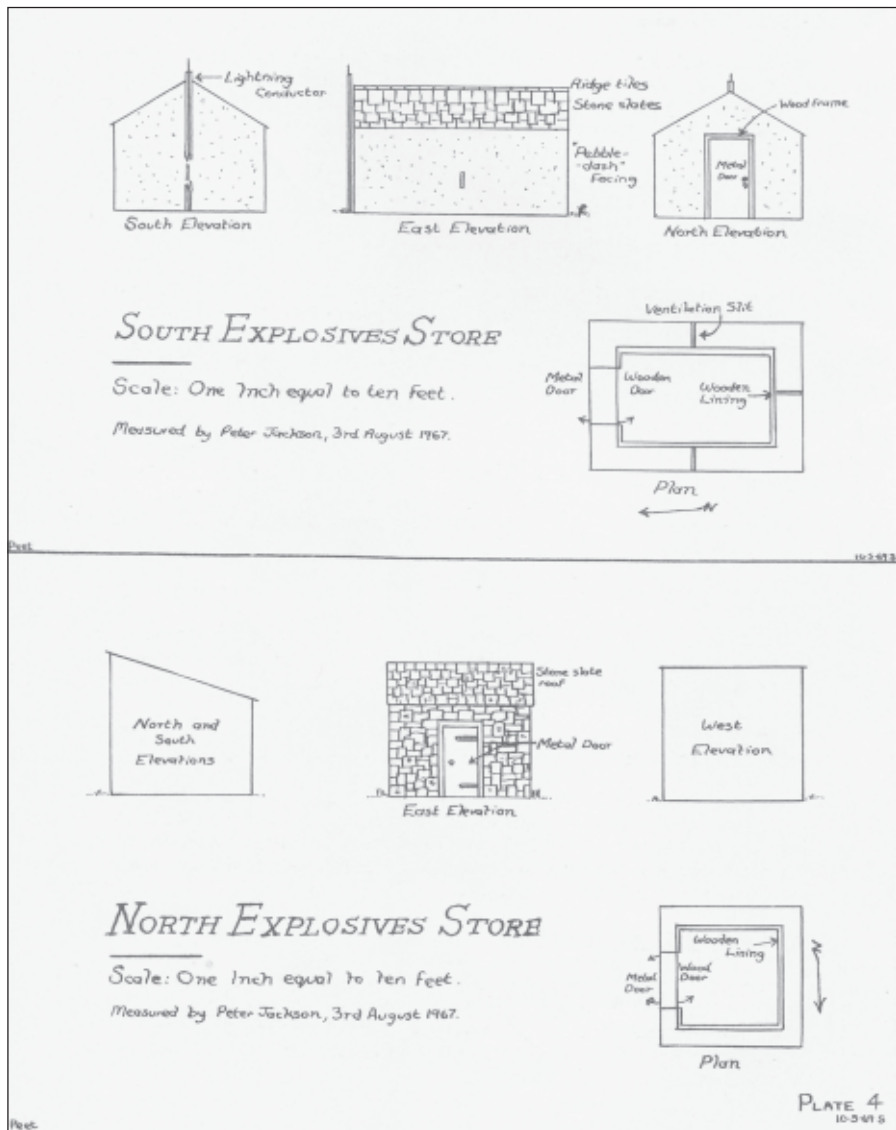 Lightning
Conductor
South Elevation
Ridge tiles
Stone slates
"Pebble-
dash"
Facing
East Elevation
Wood Frame
Metal
Door
North Elevation
SOUTH EXPLOSIVES STORE
Scale: One Inch equal to ten feet.
Measured by Peter Jackson, 3rd August 1967.
Ventilation Slit
Metal
Door
Wooden
Door
Wooden
Lining
Plan
N
Peet
North and
South
Elevations
Stone slate
roof
Metal Door
East Elevation
West
Elevation
NORTH EXPLOSIVES STORE
Scale: One Inch equal to ten feet.
Measured by Peter Jackson, 3rd August 1967.
Wooden
Lining
Metal
Door
Wood
Door
N
Plan
PLATE 4
Peet